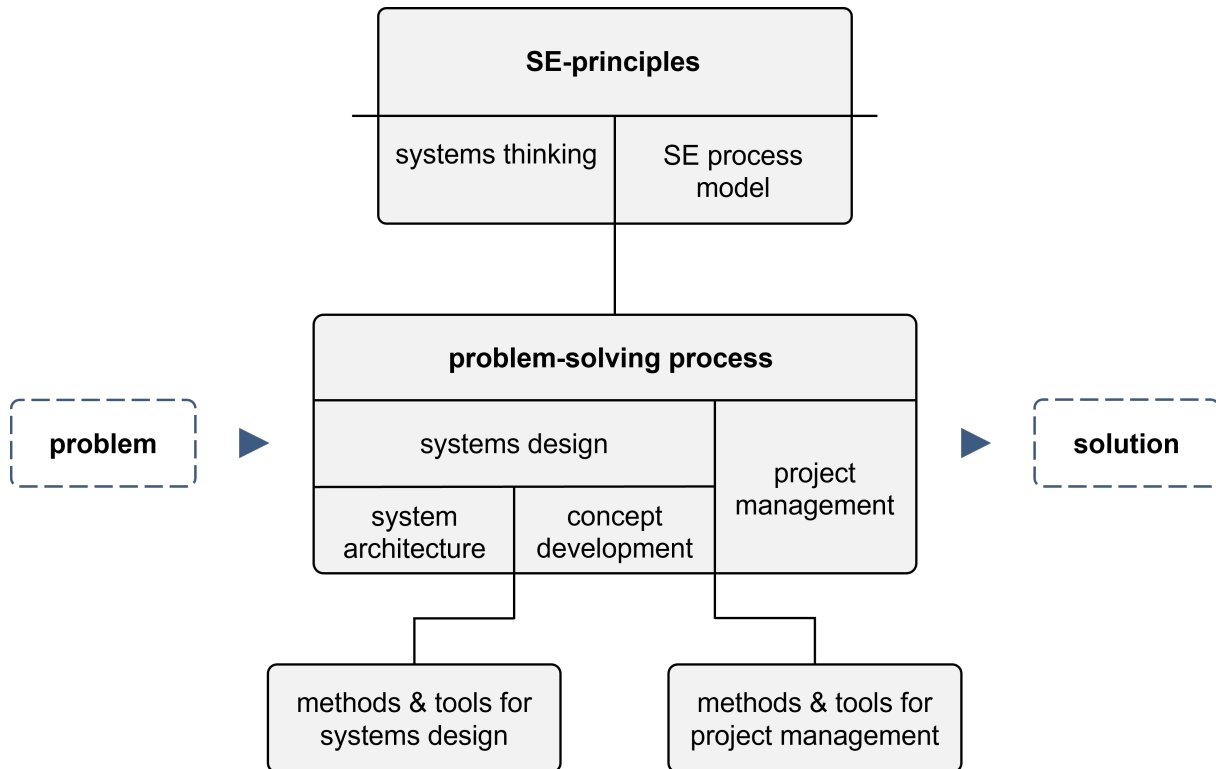 SE-principles
systems thinking
SE process
model
problem-solving process
problem
systems design
project
management
solution
system
architecture
concept
development
methods & tools for
systems design
methods & tools for
project management